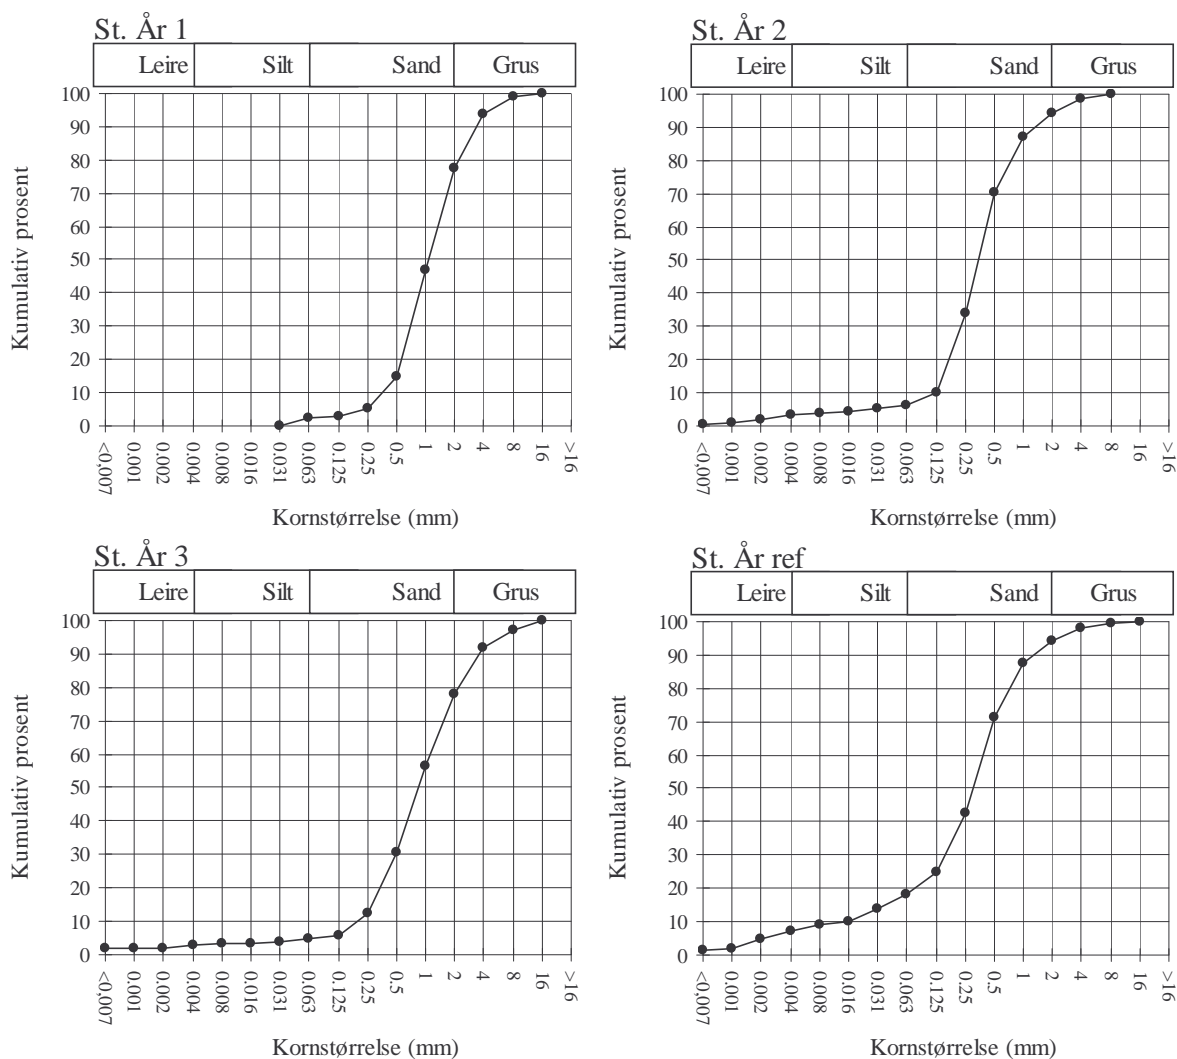 St. År 1
Leire Silt Sand Grus
100
90
80
70
60
50
40
30
20
10
0
Kumulativ prosent
<0,007 0.001 0.002 0.004 0.008 0.016 0.031 0.063 0.125 0.25 0.5 1 2 4 8 16 >16
Kornstørrelse (mm)
St. År 2
Leire Silt Sand Grus
100
90
80
70
60
50
40
30
20
10
0
Kumulativ prosent
<0,007 0.001 0.002 0.004 0.008 0.016 0.031 0.063 0.125 0.25 0.5 1 2 4 8 16 >16
Kornstørrelse (mm)
St. År 3
Leire Silt Sand Grus
100
90
80
70
60
50
40
30
20
10
0
Kumulativ prosent
<0,007 0.001 0.002 0.004 0.008 0.016 0.031 0.063 0.125 0.25 0.5 1 2 4 8 16 >16
Kornstørrelse (mm)
St. År ref
Leire Silt Sand Grus
100
90
80
70
60
50
40
30
20
10
0
Kumulativ prosent
<0,007 0.001 0.002 0.004 0.008 0.016 0.031 0.063 0.125 0.25 0.5 1 2 4 8 16 >16
Kornstørrelse (mm)